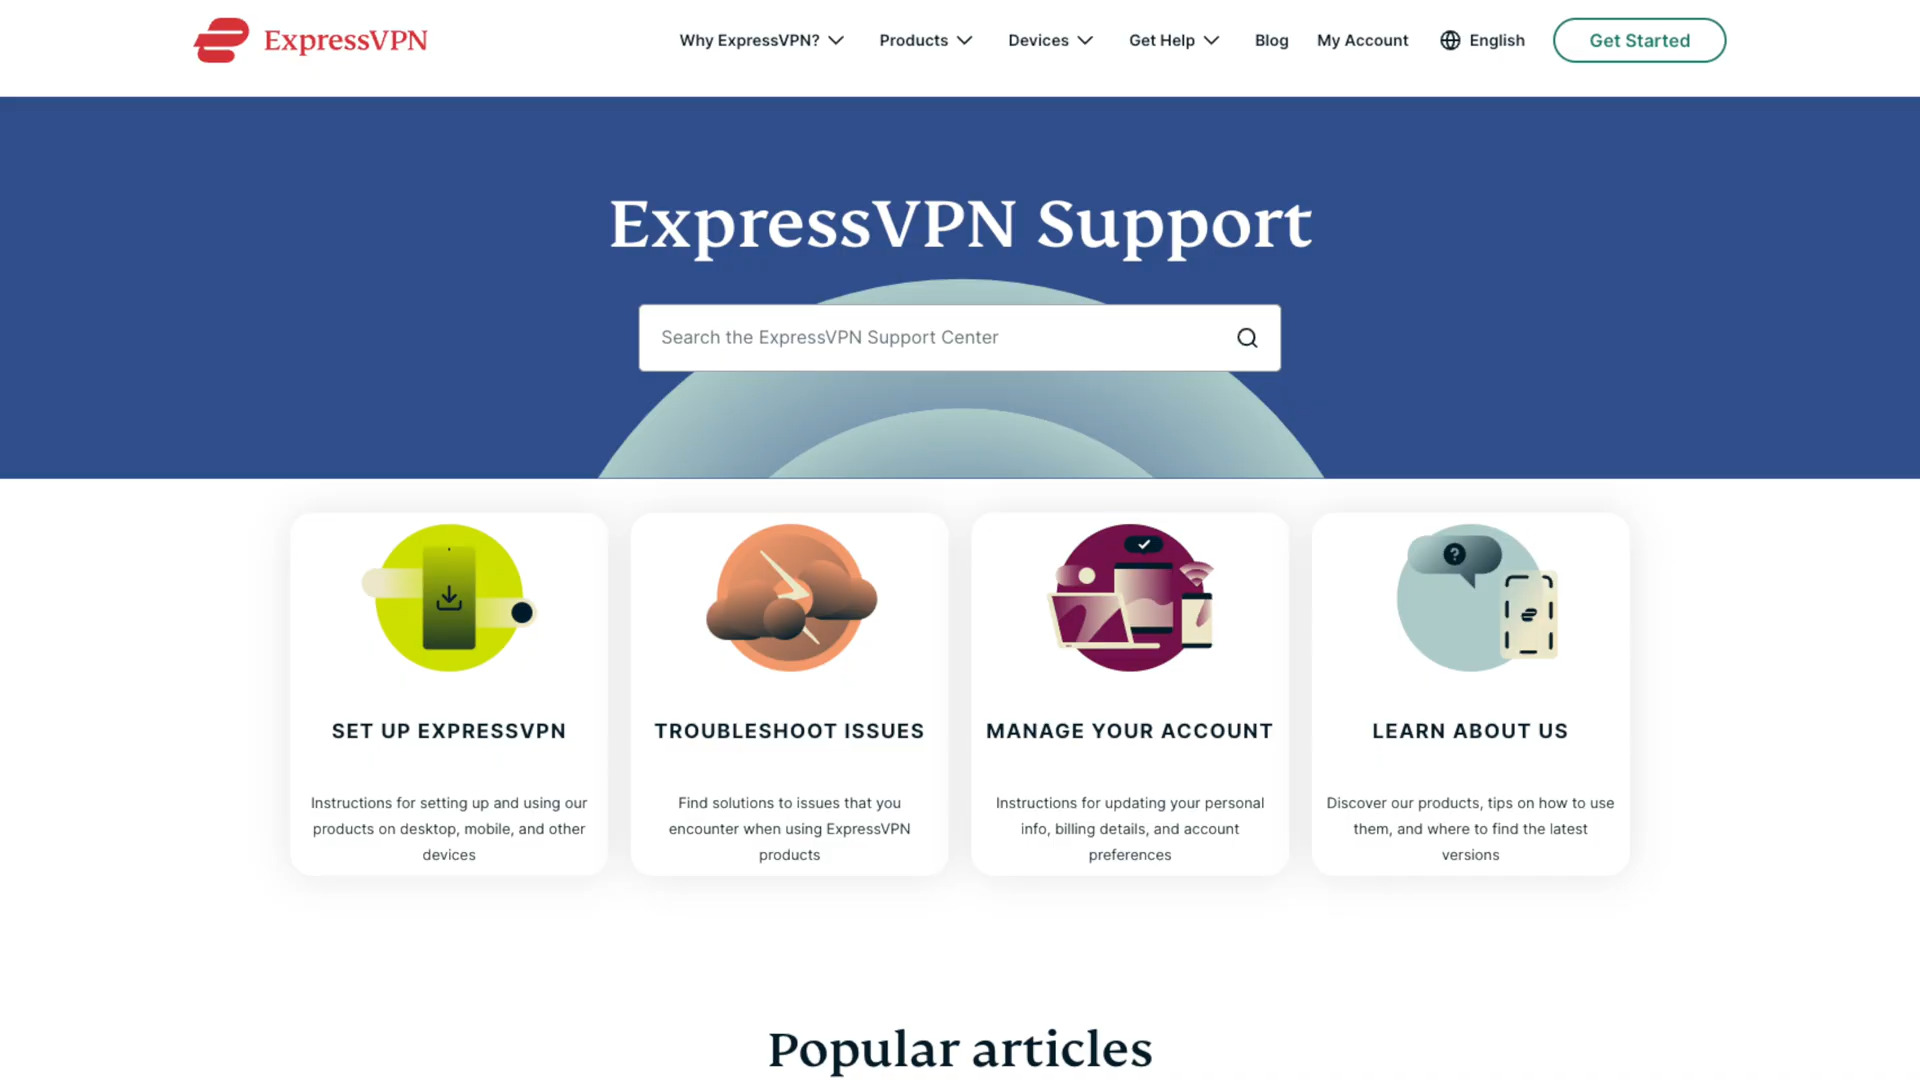 ExpressVPN
Why ExpressVPN?
Products
Devices
Get Help
Blog
My Account
English
Get Started
ExpressVPN Support
Search the ExpressVPN Support Center
?
SET UP EXPRESSVPN
Instructions for setting up and using our
products on desktop, mobile, and other
devices
TROUBLESHOOT ISSUES
Find solutions to issues that you
encounter when using ExpressVPN
products
MANAGE YOUR ACCOUNT
Instructions for updating your personal
info, billing details, and account
preferences
LEARN ABOUT US
Discover our products, tips on how to use
them, and where to find the latest
versions
Popular articles